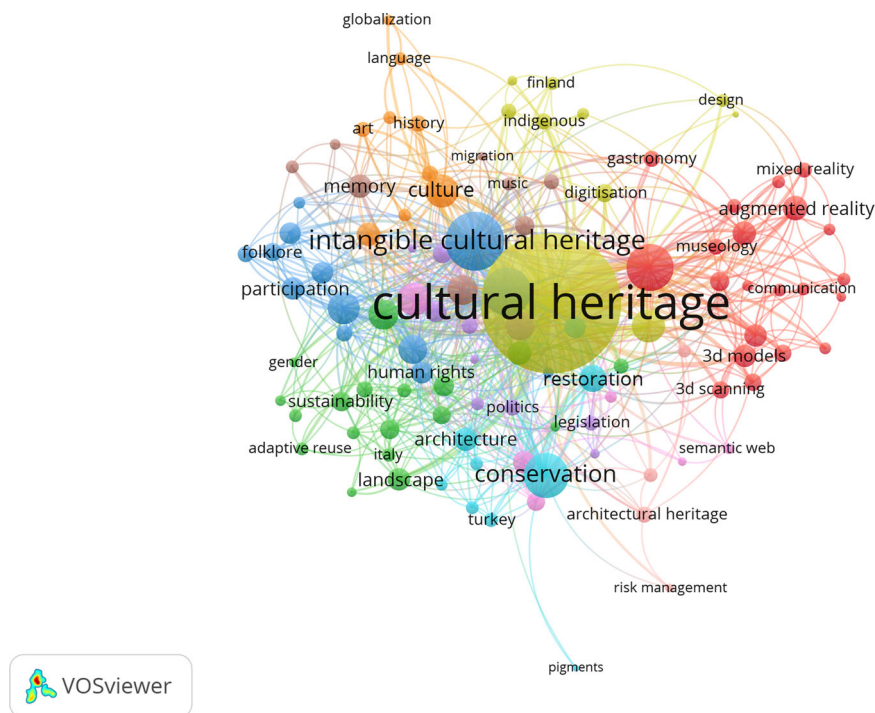 globalization
language
finland
design
art
history
indigenous
migration
gastronomy
mixed reality
memory
culture
music
digitisation
augmented reality
folklore
intangible cultural heritage
museology
participation
cultural heritage
communication
gender
human rights
restoration
3d models
3d scanning
sustainability
politics
legislation
adaptive reuse
italy
architecture
semantic web
landscape
conservation
turkey
architectural heritage
risk management
pigments
VOSviewer